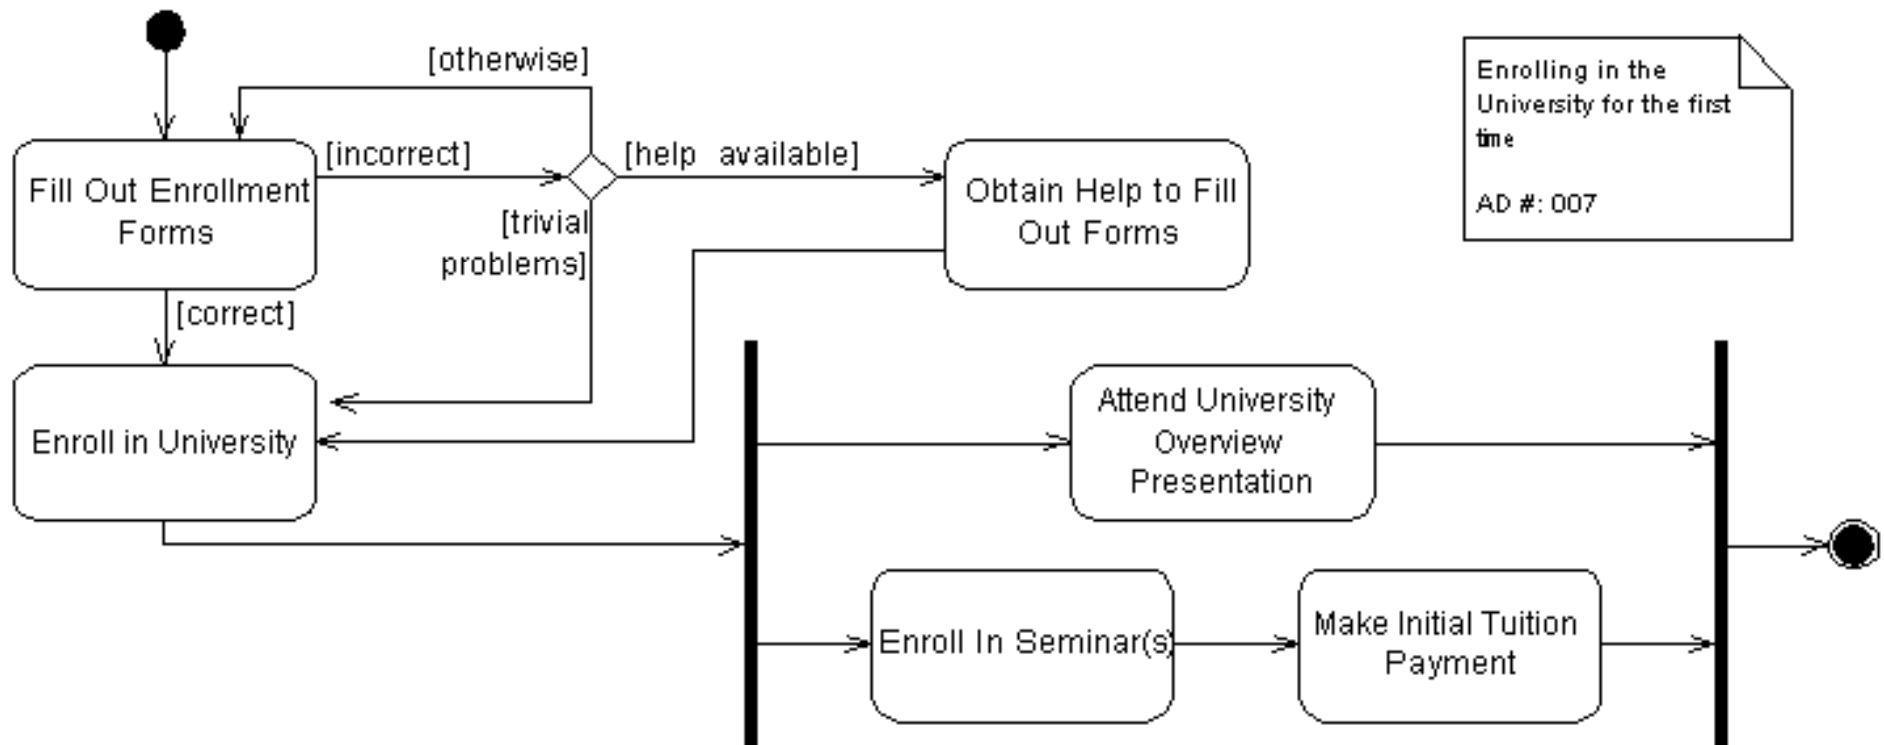 [otherwise]
Enrolling in the
University for the first
time
AD #: 007
[incorrect]
[help available]
Fill Out Enrollment
Forms
Obtain Help to Fill
Out Forms
[trivial
problems]
[correct]
Enroll in University
Attend University
Overview
Presentation
Enroll In Seminar(s)
Make Initial Tuition
Payment